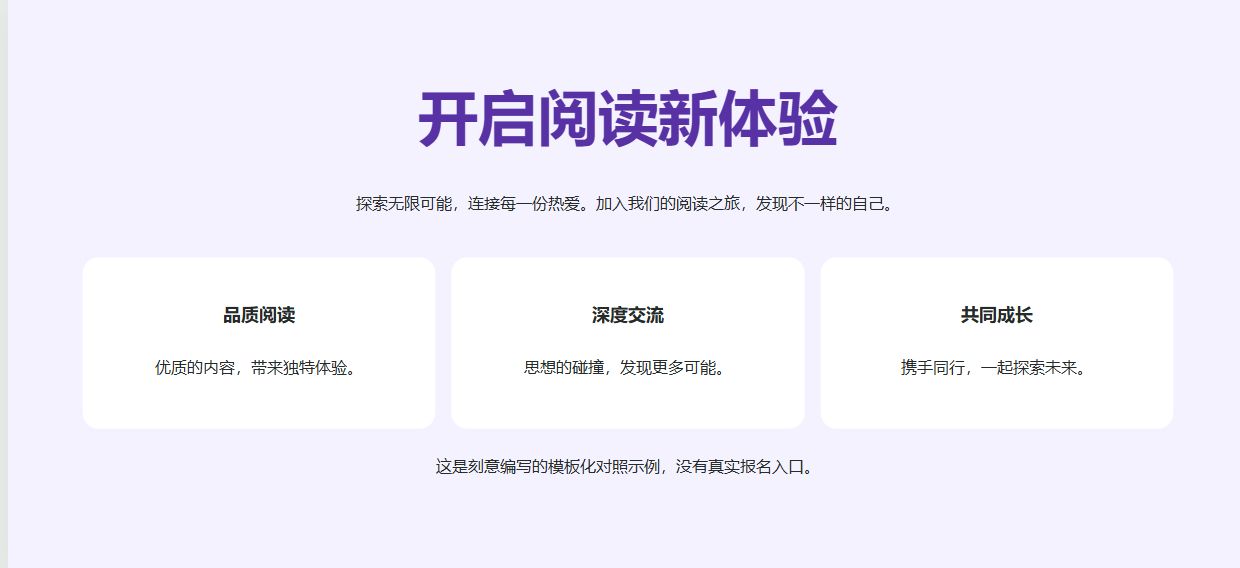 开启阅读新体验
探索无限可能，连接每一份热爱。加入我们的阅读之旅，发现不一样的自己。
品质阅读
优质的内容，带来独特体验。
深度交流
思想的碰撞，发现更多可能。
共同成长
携手同行，一起探索未来。
这是刻意编写的模板化对照示例，没有真实报名入口。